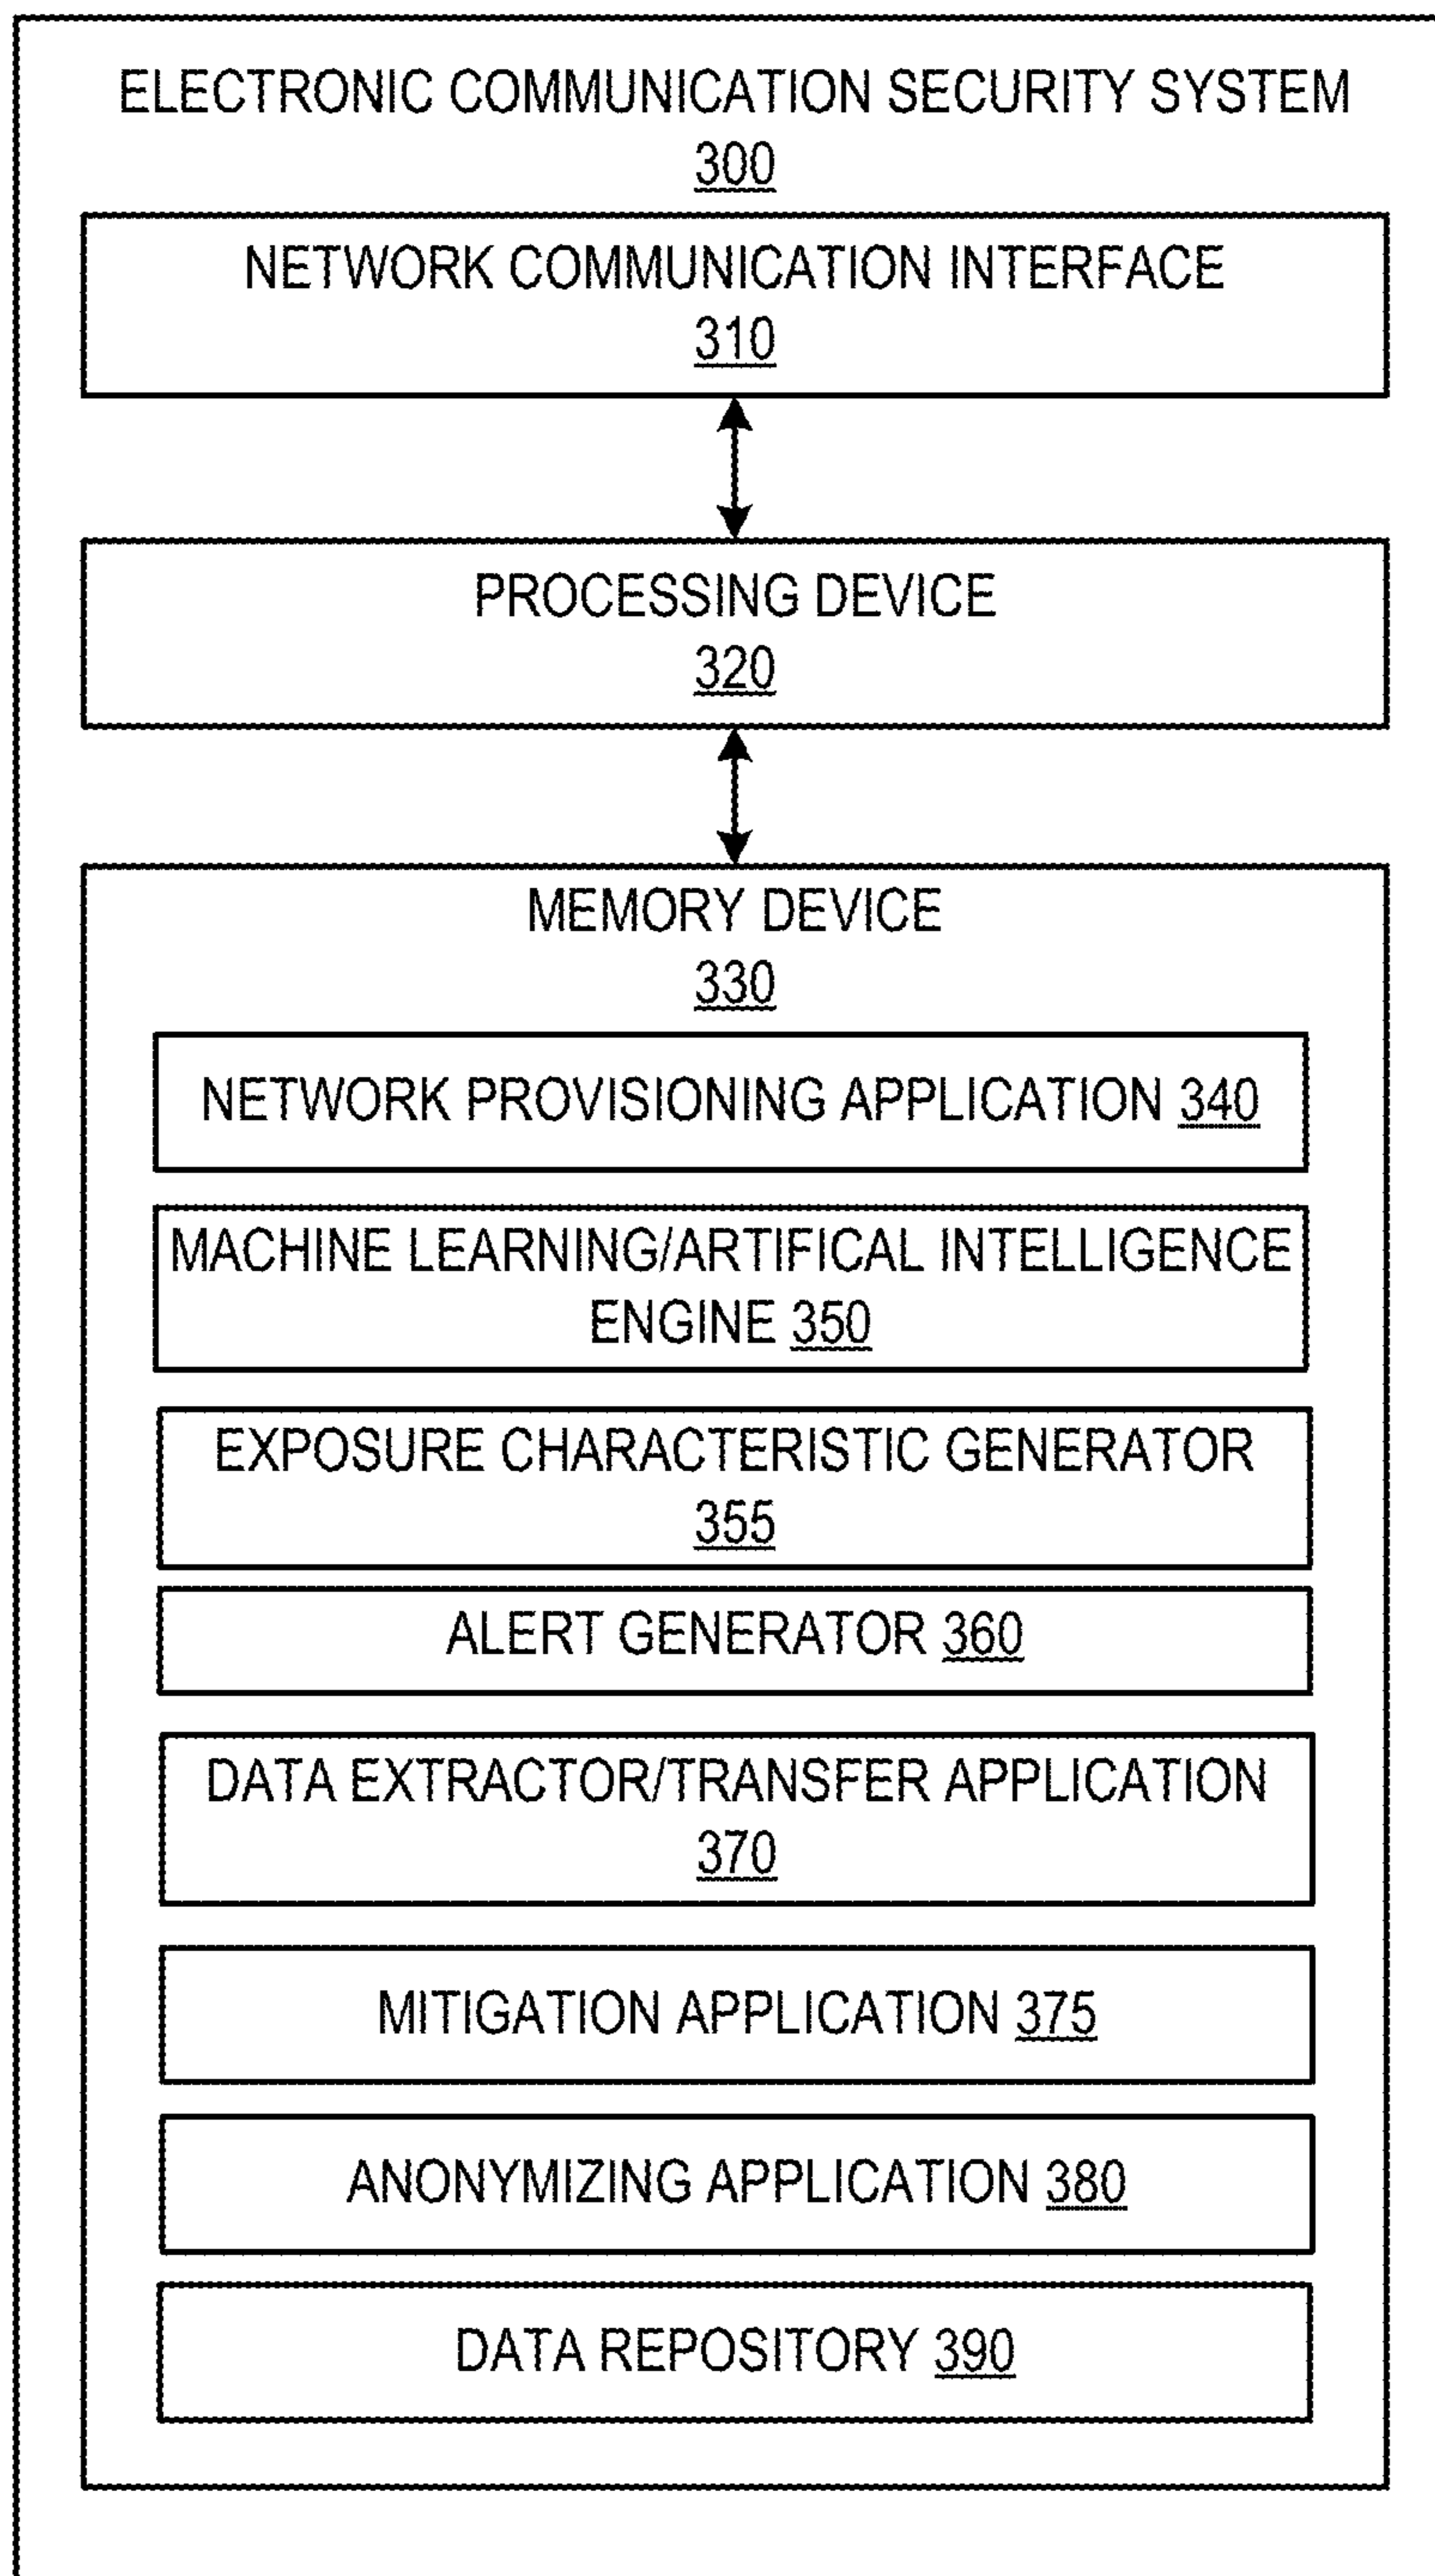 ELECTRONIC COMMUNICATION SECURITY SYSTEM
300
NETWORK COMMUNICATION INTERFACE
310
PROCESSING DEVICE
320
MEMORY DEVICE
330
NETWORK PROVISIONING APPLICATION 340
MACHINE LEARNING/ARTIFICAL INTELLIGENCE
ENGINE 350
EXPOSURE CHARACTERISTIC GENERATOR
355
ALERT GENERATOR 360
DATA EXTRACTOR/TRANSFER APPLICATION
370
MITIGATION APPLICATION 375
ANONYMIZING APPLICATION 380
DATA REPOSITORY 390